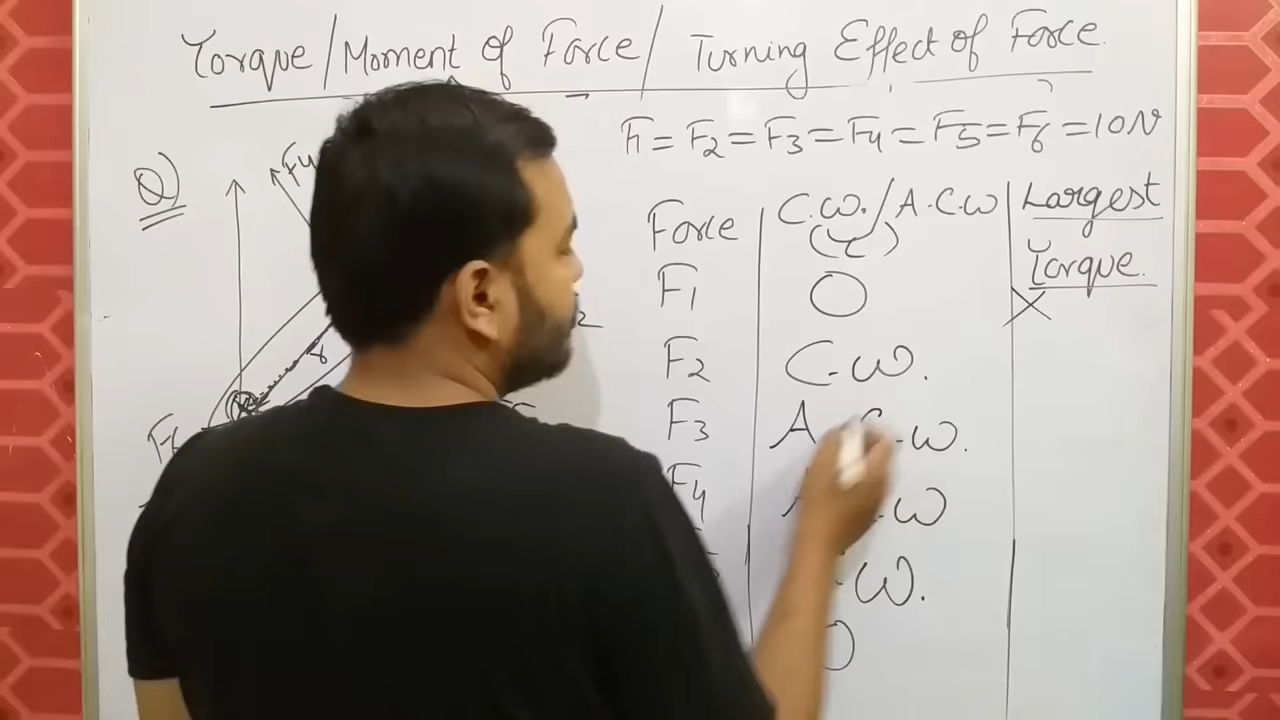 Torque / Moment of Force / Turning Effect of Force.
F1 = F2 = F3 = F4 = F5 = F6 = 10 N
Q)
F4
r
Force
C.W. / A.C.W
(τ)
Largest
Torque.
F1
O
X
F2
C-W.
F3
A C-W.
F4
W
W.
O